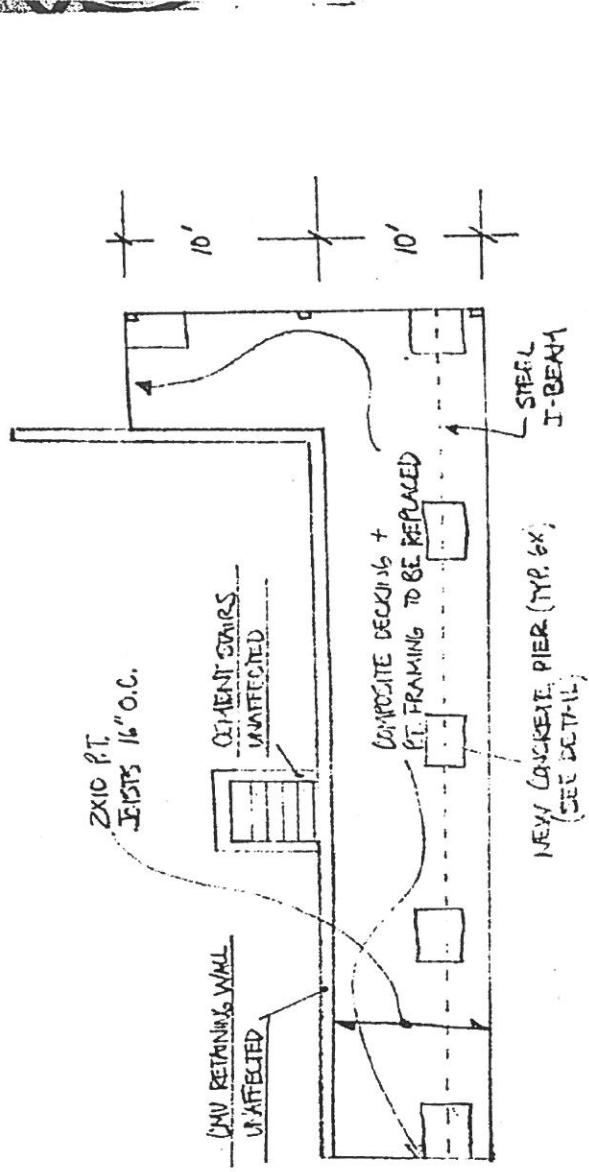 10'
10'
2X10 P.T.
JOISTS 16" O.C.
CEMENT STAIRS
UNAFFECTED
CMU RETAINING WALL
UNAFFECTED
COMPOSITE DECKING +
P.T. FRAMING TO BE REPLACED
STEEL
I-BEAM
NEW CONCRETE PIER (TYP. 6X)
(SEE DETAIL)